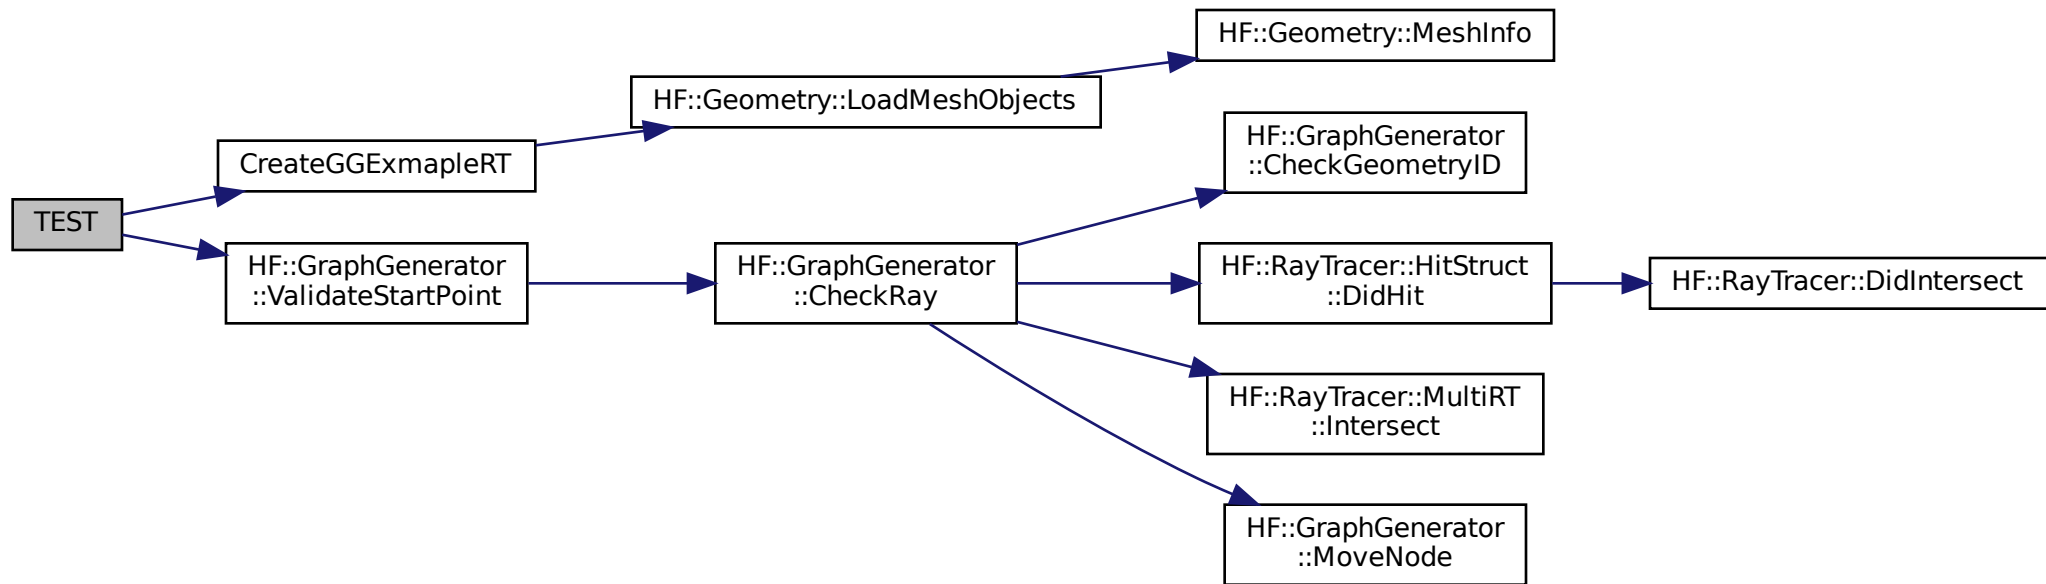 TEST
CreateGGExmapleRT
HF::GraphGenerator
::ValidateStartPoint
HF::Geometry::LoadMeshObjects
HF::GraphGenerator
::CheckRay
HF::Geometry::MeshInfo
HF::GraphGenerator
::CheckGeometryID
HF::RayTracer::HitStruct
::DidHit
HF::RayTracer::MultiRT
::Intersect
HF::GraphGenerator
::MoveNode
HF::RayTracer::DidIntersect